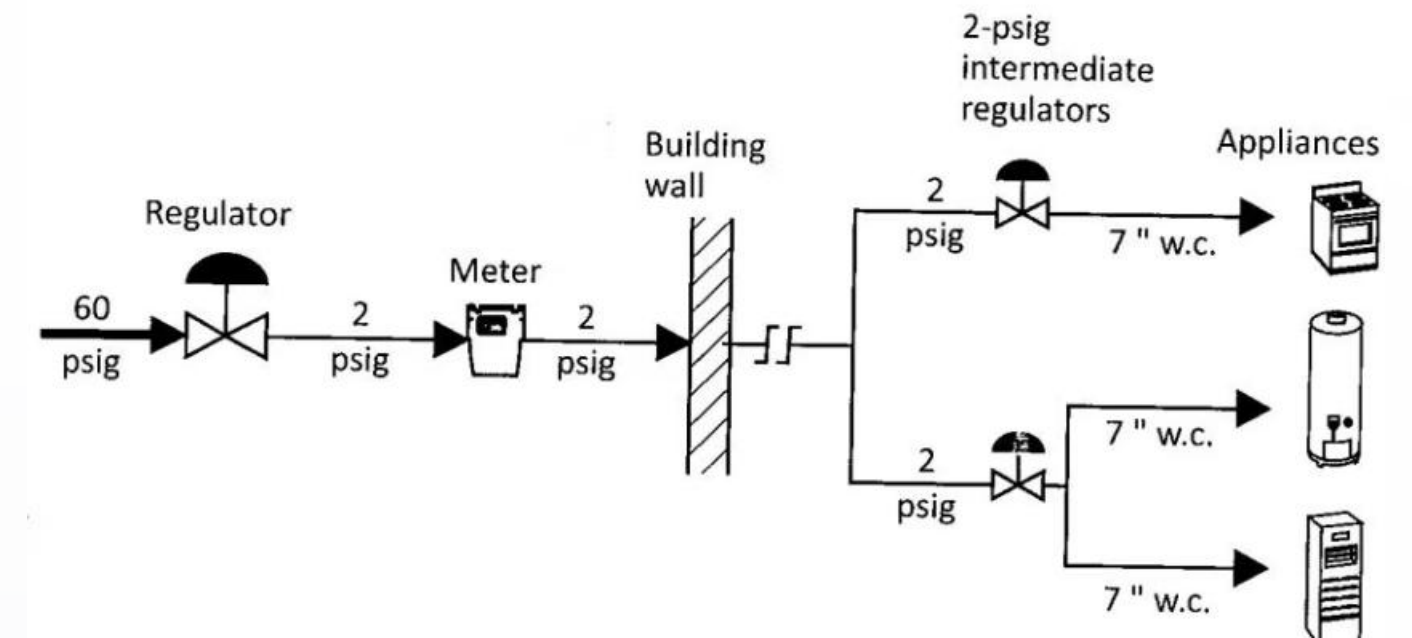 2-psig
intermediate
regulators
Building
wall
Appliances
Regulator
Meter
2
psig
7 " w.c.
60
psig
2
psig
2
psig
7 " w.c.
2
psig
7 " w.c.